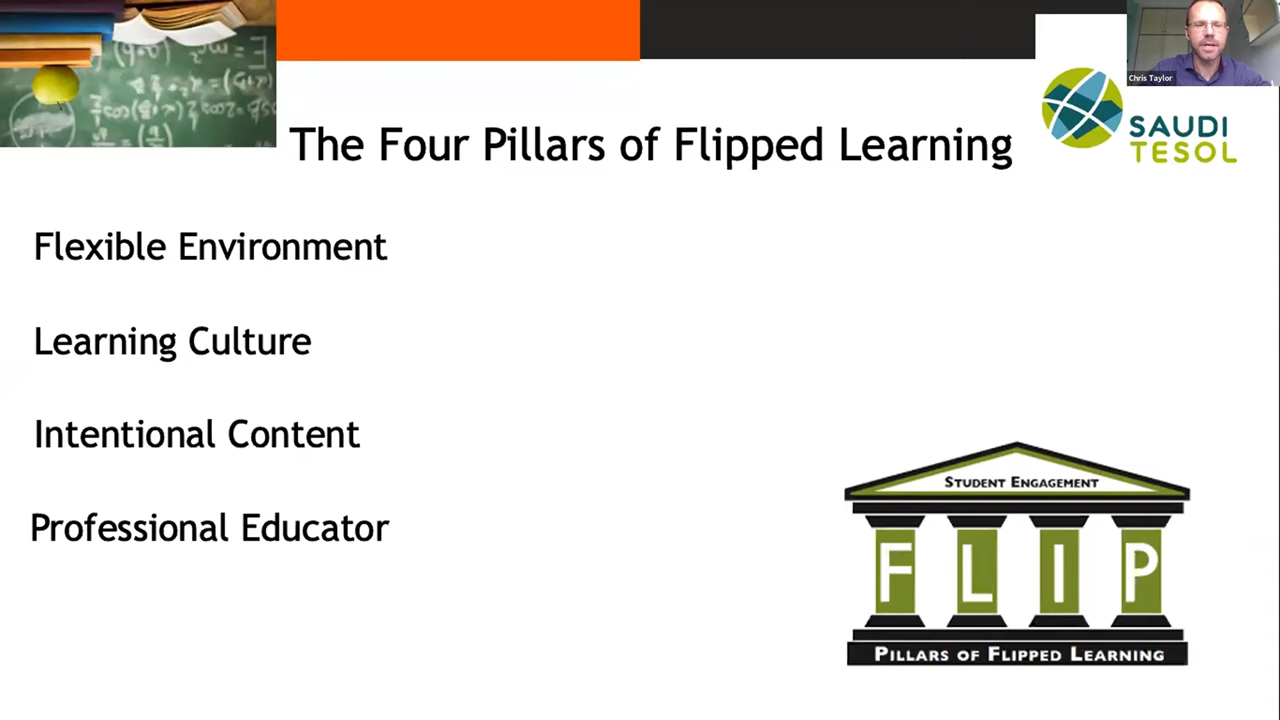 Chris Taylor
The Four Pillars of Flipped Learning
SAUDI
TESOL
Flexible Environment
Learning Culture
Intentional Content
Professional Educator
STUDENT ENGAGEMENT
F L I P
PILLARS OF FLIPPED LEARNING